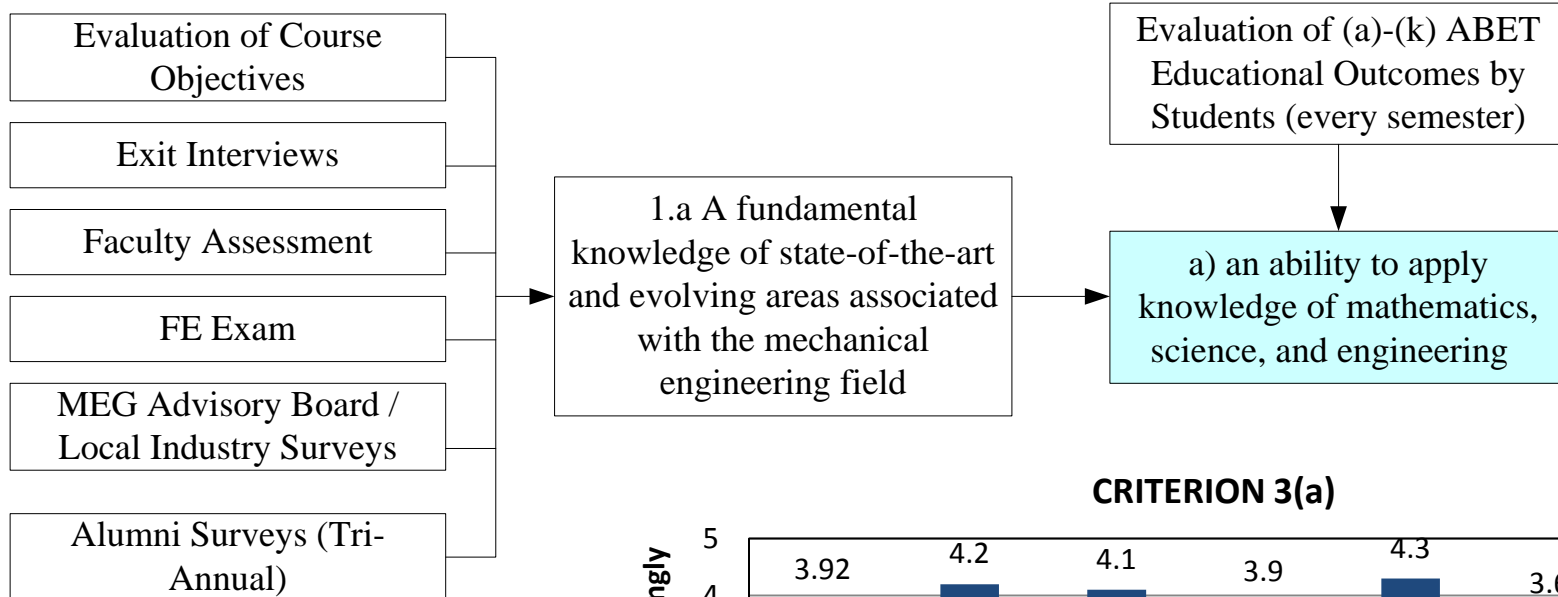 Evaluation of Course
Objectives
Exit Interviews
Faculty Assessment
FE Exam
MEG Advisory Board /
Local Industry Surveys
Alumni Surveys (Tri-
Annual)
1.a A fundamental
knowledge of state-of-the-art
and evolving areas associated
with the mechanical
engineering field
Evaluation of (a)-(k) ABET
Educational Outcomes by
Students (every semester)
a) an ability to apply
knowledge of mathematics,
science, and engineering
CRITERION 3(a)
5
4
3.92
4.2
4.1
3.9
4.3